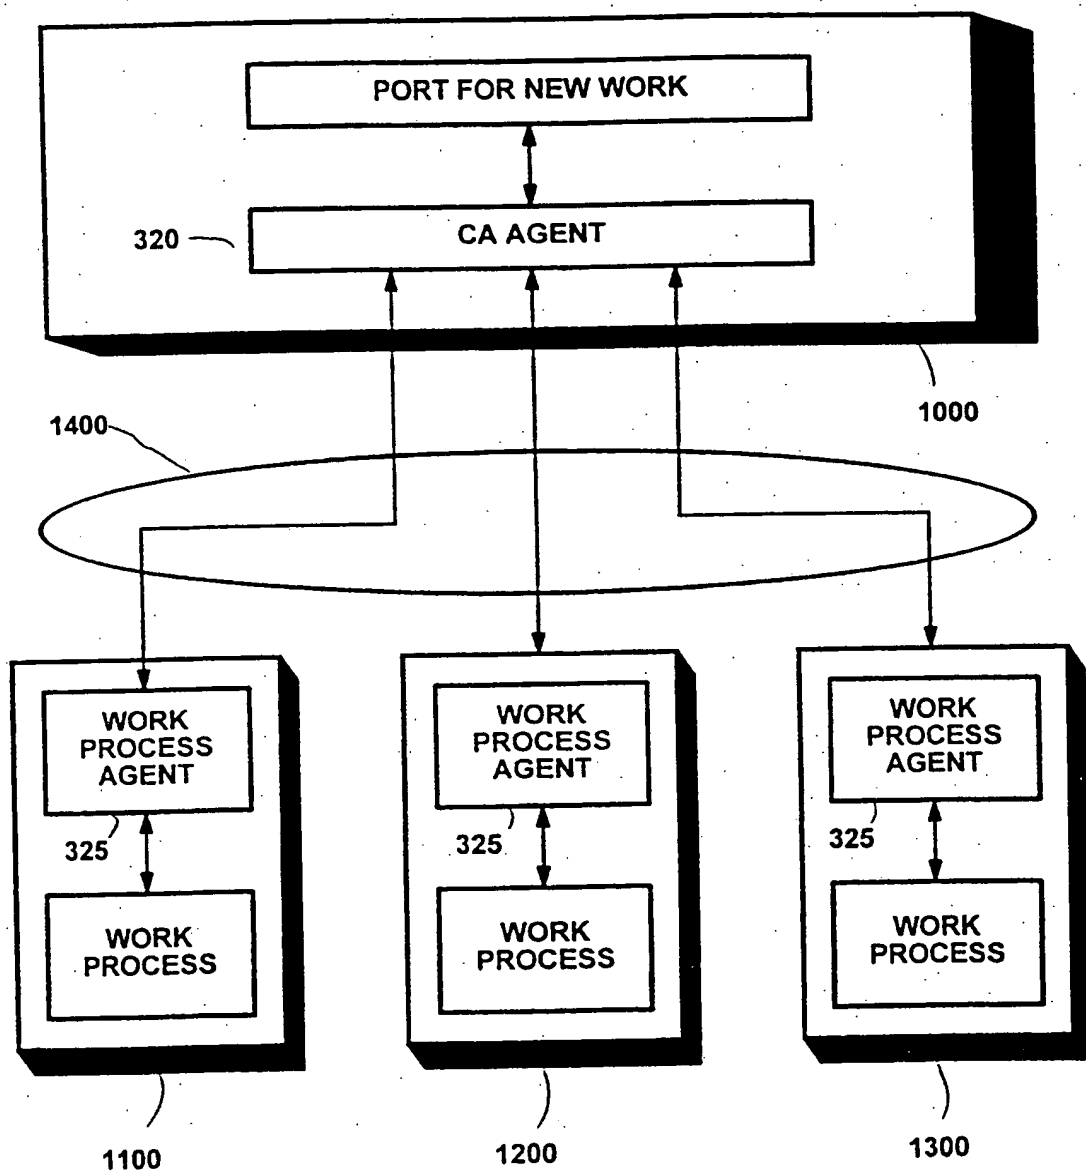 PORT FOR NEW WORK
320
CA AGENT
1000
1400
WORK
PROCESS
AGENT
325
WORK
PROCESS
1100
WORK
PROCESS
AGENT
325
WORK
PROCESS
1200
WORK
PROCESS
AGENT
325
WORK
PROCESS
1300